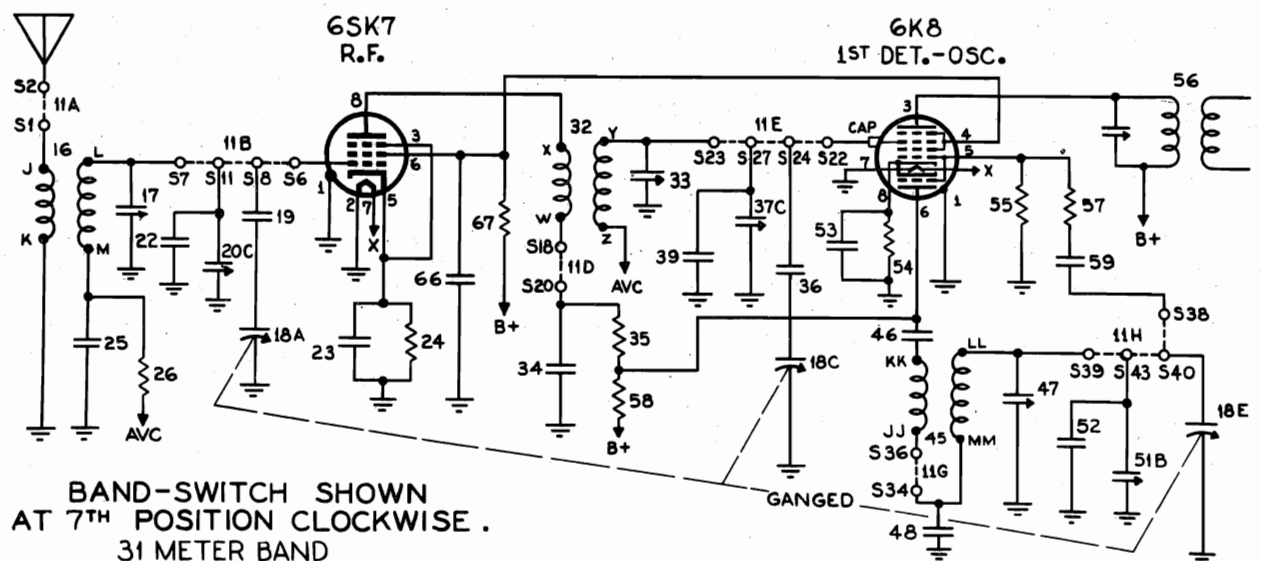 6SK7
R.F.
6K8
1ST DET.-OSC.
S2
11A
S1
J
16
K
L
M
17
25
26
AVC
11B
S7
S11
S8
S6
22
20C
19
18A
8
3
6
1
2
7
5
X
23
24
66
67
B+
X
32
Y
W
Z
S18
11D
S20
AVC
33
34
35
58
B+
11E
S23
S27
S24
S22
39
37C
36
18C
CAP
3
4
5
7
X
8
6
1
53
54
55
57
59
56
B+
46
KK
LL
JJ
45
MM
S36
11G
S34
48
47
S38
11H
S39
S43
S40
52
51B
18E
GANGED
BAND-SWITCH SHOWN
AT 7TH POSITION CLOCKWISE.
31 METER BAND